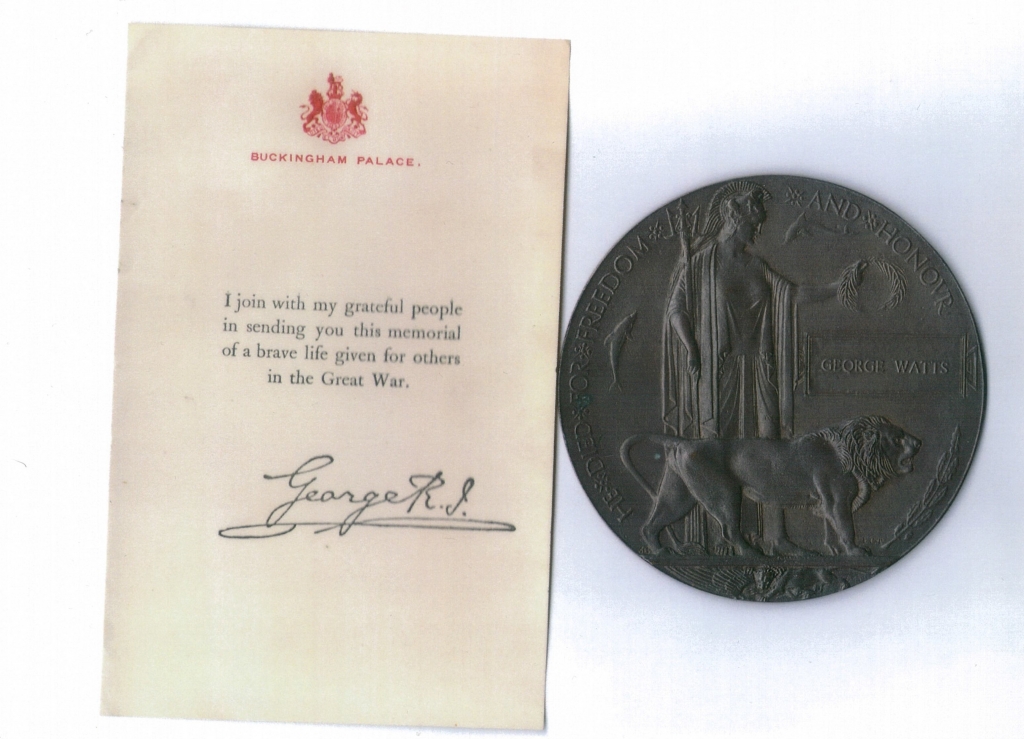 BUCKINGHAM PALACE.
I join with my grateful people
in sending you this memorial
of a brave life given for others
in the Great War.
George R.I.
HE DIED FOR FREEDOM AND HONOUR
GEORGE WATTS